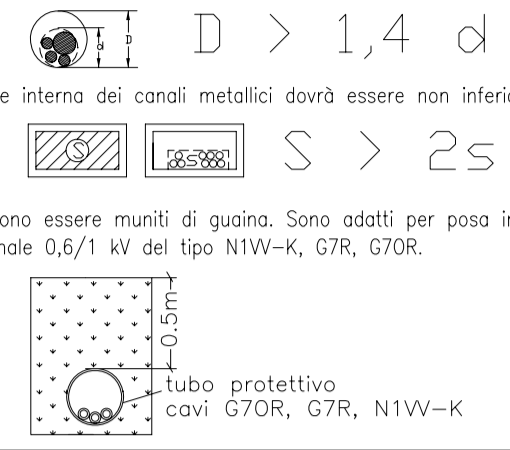 d D D > 1,4 d
e interna dei canali metallici dovrà essere non inferio
S s S > 2s
ono essere muniti di guaina. Sono adatti per posa in
nale 0,6/1 kV del tipo N1VV-K, G7R, G7OR.
0.5m
tubo protettivo
cavi G7OR, G7R, N1VV-K